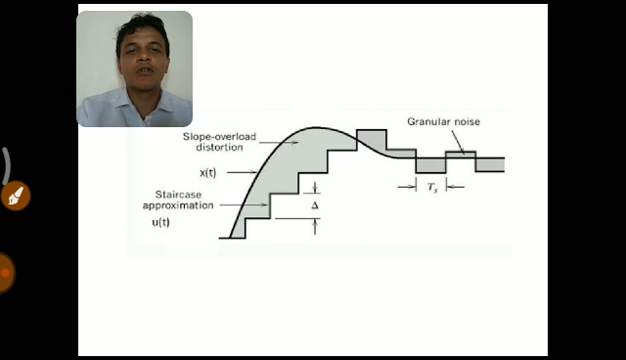 Slope-overload
distortion
x(t)
Staircase
approximation
u(t)
Δ
Granular noise
Tₛ